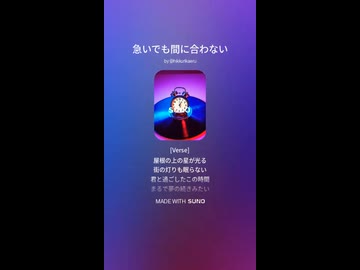 急いでも間に合わない
[Verse]
屋根の上の星が光る
街の灯りも眠らない
君と過ごしたこの時間
まるで夢の続きみたい
MADE WITH SUNO